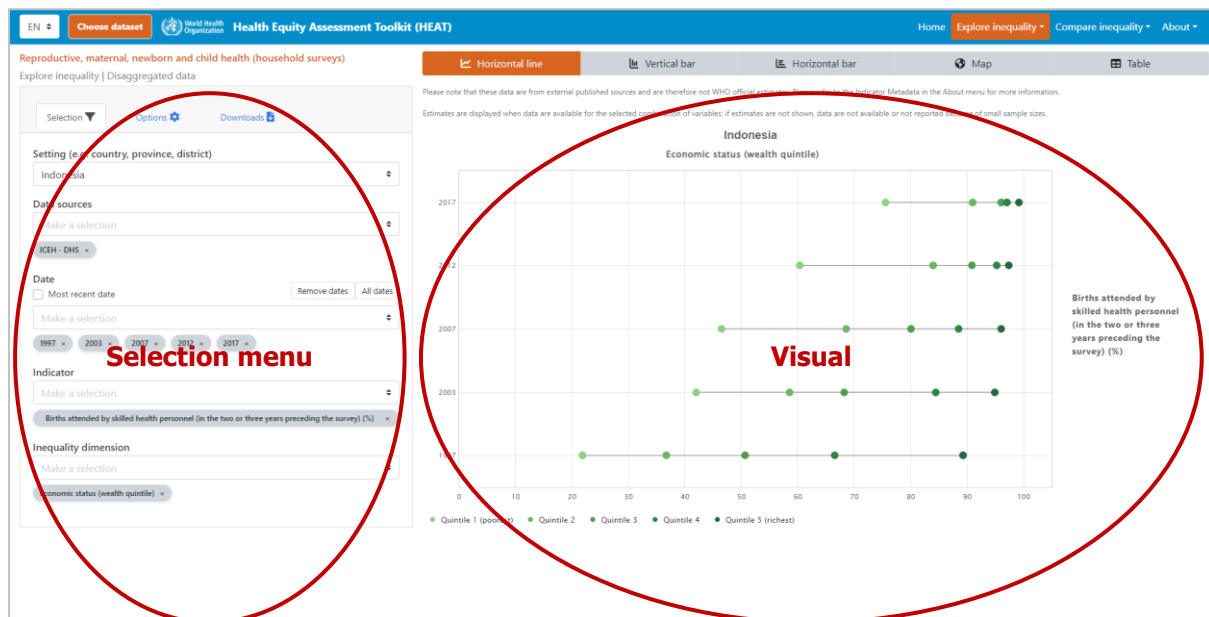 EN
Choose dataset
World Health
Organization
Health Equity Assessment Toolkit (HEAT)
Home
Explore inequality
Compare inequality
About
Reproductive, maternal, newborn and child health (household surveys)
Explore inequality | Disaggregated data
Selection
Options
Downloads
Setting (e.g. country, province, district)
Indonesia
Data sources
Make a selection
ICEH - DHS ×
Date
Most recent date
Remove dates
All dates
Make a selection
1997 × 2003 × 2007 × 2012 × 2017 ×
Selection menu
Indicator
Make a selection
Births attended by skilled health personnel (in the two or three years preceding the survey) (%) ×
Inequality dimension
Make a selection
Economic status (wealth quintile) ×
Horizontal line
Vertical bar
Horizontal bar
Map
Table
Please note that these data are from external published sources and are therefore not WHO official estimates. Please refer to the Indicator Metadata in the About menu for more information.
Estimates are displayed when data are available for the selected combination of variables; if estimates are not shown, data are not available or not reported because of small sample sizes.
Indonesia
Economic status (wealth quintile)
2017
2012
2007
2003
1997
Visual
0 10 20 30 40 50 60 70 80 90 100
Births attended by
skilled health personnel
(in the two or three
years preceding the
survey) (%)
Quintile 1 (poorest) Quintile 2 Quintile 3 Quintile 4 Quintile 5 (richest)